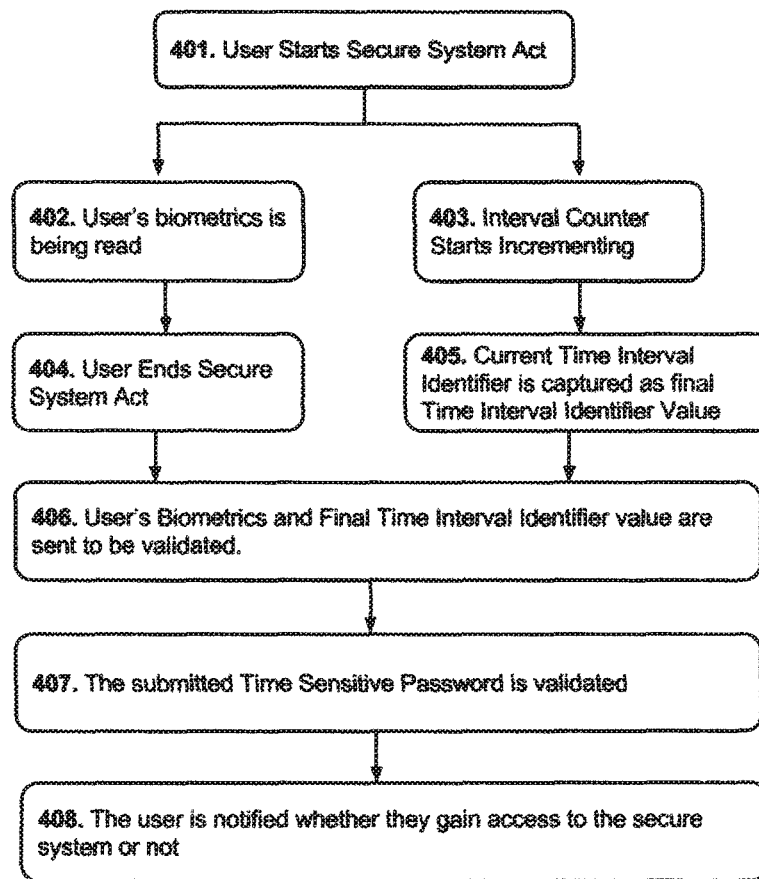 401. User Starts Secure System Act
402. User's biometrics is
being read
403. Interval Counter
Starts Incrementing
404. User Ends Secure
System Act
405. Current Time Interval
Identifier is captured as final
Time Interval Identifier Value
406. User's Biometrics and Final Time Interval Identifier value are
sent to be validated.
407. The submitted Time Sensitive Password is validated
408. The user is notified whether they gain access to the secure
system or not